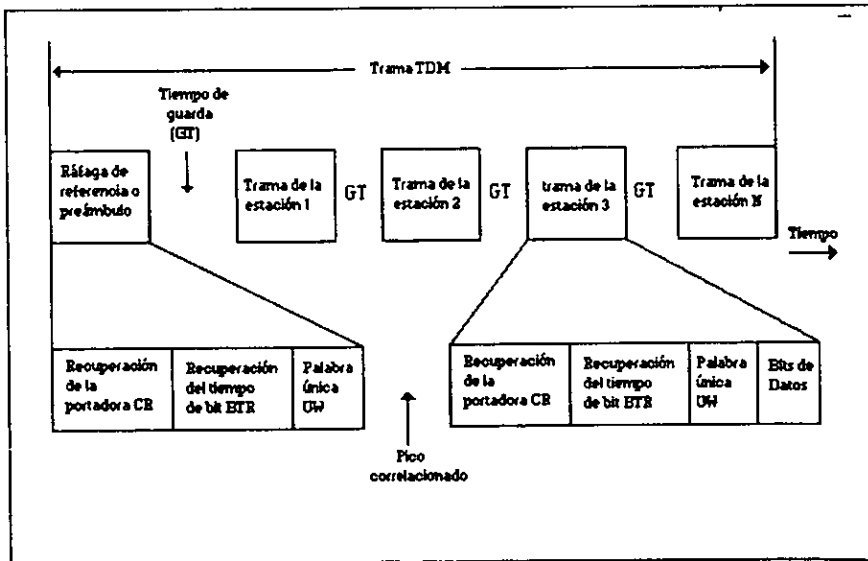 Trama TDM
Tiempo de
guarda
(GT)
Ráfaga de
referencia o
preámbulo
Trama de la
estación 1
GT
Trama de la
estación 2
GT
trama de la
estación 3
GT
Trama de la
estación N
Tiempo
Recuperación
de la
portadora CR
Recuperación
del tiempo
de bit BTR
Palabra
única
UW
Pico
correlacionado
Recuperación
de la
portadora CR
Recuperación
del tiempo
de bit BTR
Palabra
única
UW
Bits de
Datos